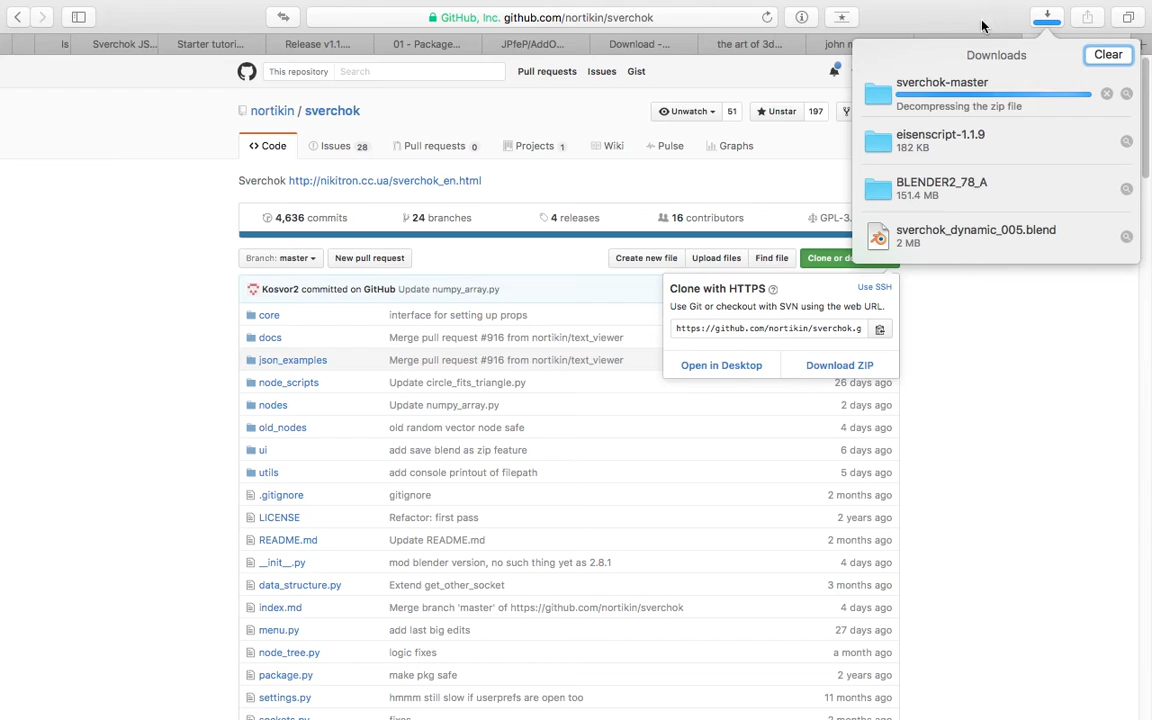 GitHub, Inc. github.com/nortikin/sverchok
ls
Sverchok JS...
Starter tutori...
Release v1.1....
01 - Package...
JPfeP/AddO...
Download -...
the art of 3d...
john m
Downloads
Clear
sverchok-master
Decompressing the zip file
eisenscript-1.1.9
182 KB
BLENDER2_78_A
151.4 MB
sverchok_dynamic_005.blend
2 MB
This repository Search
Pull requests Issues Gist
nortikin / sverchok
Unwatch 51
Unstar 197
Code Issues 28 Pull requests 0 Projects 1 Wiki Pulse Graphs
Sverchok http://nikitron.cc.ua/sverchok_en.html
4,636 commits 24 branches 4 releases 16 contributors GPL-3.
Branch: master New pull request Create new file Upload files Find file Clone or d
Clone with HTTPS Use SSH
Use Git or checkout with SVN using the web URL.
https://github.com/nortikin/sverchok.g
Open in Desktop Download ZIP
Kosvor2 committed on GitHub Update numpy_array.py
core interface for setting up props
docs Merge pull request #916 from nortikin/text_viewer
json_examples Merge pull request #916 from nortikin/text_viewer
node_scripts Update circle_fits_triangle.py 26 days ago
nodes Update numpy_array.py 2 days ago
old_nodes old random vector node safe 4 days ago
ui add save blend as zip feature 6 days ago
utils add console printout of filepath 5 days ago
.gitignore gitignore 2 months ago
LICENSE Refactor: first pass 2 years ago
README.md Update README.md 2 months ago
__init__.py mod blender version, no such thing yet as 2.8.1 4 days ago
data_structure.py Extend get_other_socket 3 months ago
index.md Merge branch 'master' of https://github.com/nortikin/sverchok 4 days ago
menu.py add last big edits 27 days ago
node_tree.py logic fixes a month ago
package.py make pkg safe 2 years ago
settings.py hmmm still slow if userprefs are open too 11 months ago
sockets.py fixes 2 months ago